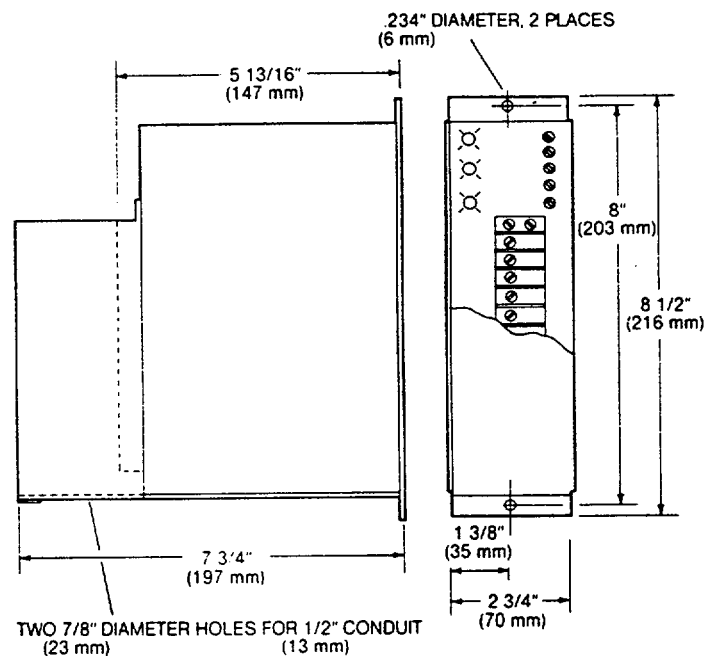 .234" DIAMETER, 2 PLACES
(6 mm)
5 13/16"
(147 mm)
8"
(203 mm)
8 1/2"
(216 mm)
1 3/8"
(35 mm)
7 3/4"
(197 mm)
2 3/4"
(70 mm)
TWO 7/8" DIAMETER HOLES FOR 1/2" CONDUIT
(23 mm) (13 mm)